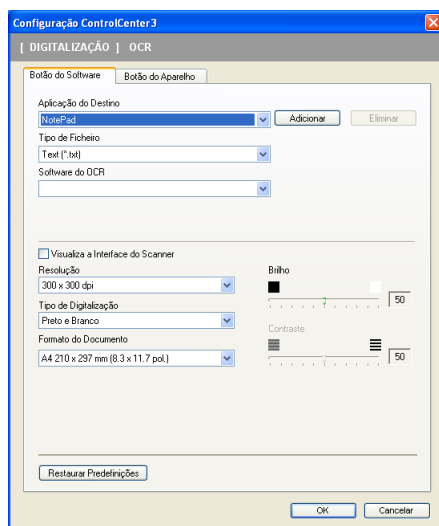 Configuração ControlCenter3
[ DIGITALIZAÇÃO ] OCR
Botão do Software Botão do Aparelho
Aplicação do Destino
NotePad Adicionar Eliminar
Tipo de Ficheiro
Text (*.txt)
Software do OCR
Visualiza a Interface do Scanner
Resolução Brilho
300 x 300 dpi
50
Tipo de Digitalização
Preto e Branco
Contraste
Formato do Documento
A4 210 x 297 mm (8.3 x 11.7 pol.) 50
Restaurar Predefinições
OK Cancelar